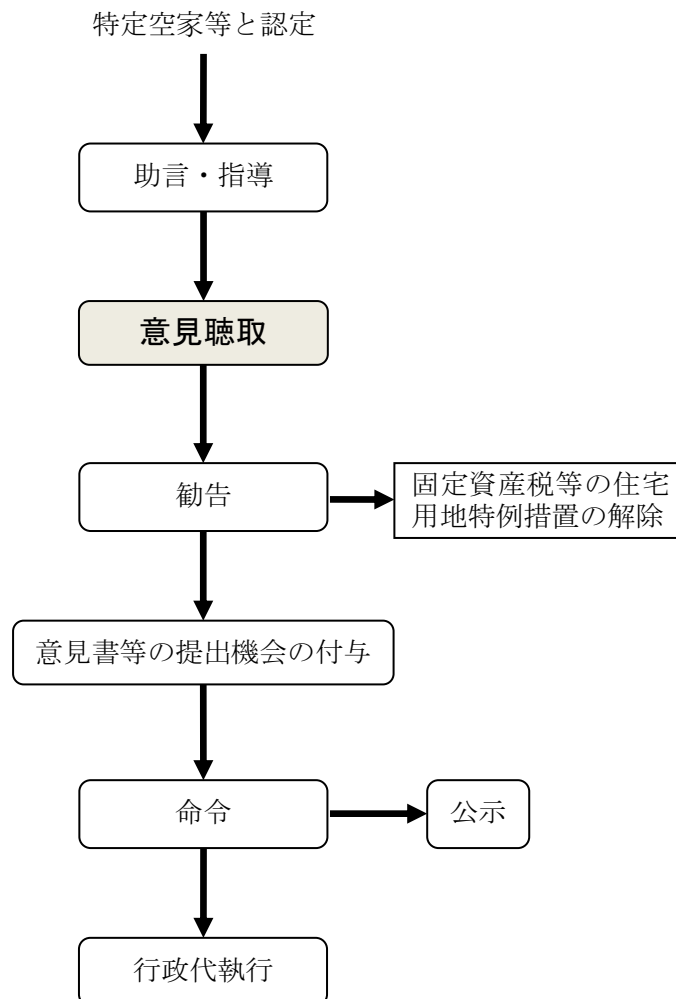 特定空家等と認定
助言・指導
意見聴取
勧告
固定資産税等の住宅
用地特例措置の解除
意見書等の提出機会の付与
命令
公示
行政代執行